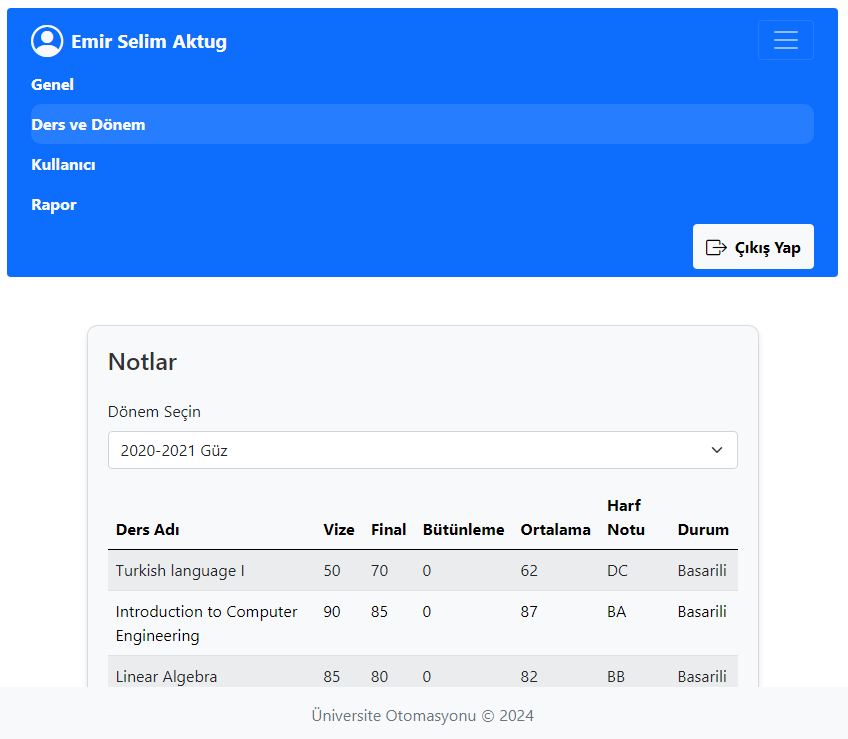 Emir Selim Aktug
Genel
Ders ve Dönem
Kullanıcı
Rapor
Çıkış Yap
Notlar
Dönem Seçin
2020-2021 Güz
Ders Adı Vize Final Bütünleme Ortalama Harf Notu Durum
Turkish language I 50 70 0 62 DC Basarili
Introduction to Computer Engineering 90 85 0 87 BA Basarili
Linear Algebra 85 80 0 82 BB Basarili
Üniversite Otomasyonu © 2024